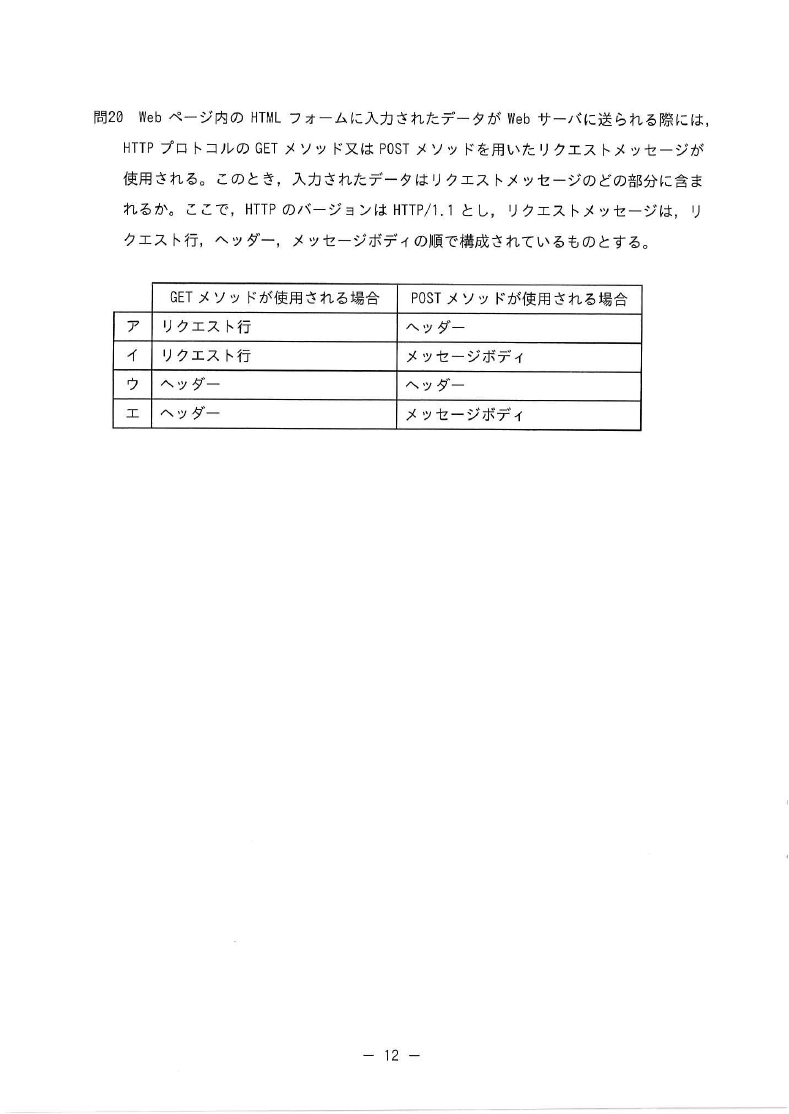 問20 Web ページ内の HTML フォームに入力されたデータが Web サーバに送られる際には，
HTTP プロトコルの GET メソッド又は POST メソッドを用いたリクエストメッセージが
使用される。このとき，入力されたデータはリクエストメッセージのどの部分に含ま
れるか。ここで，HTTP のバージョンは HTTP/1.1 とし，リクエストメッセージは，リ
クエスト行，ヘッダー，メッセージボディの順で構成されているものとする。
GET メソッドが使用される場合 POST メソッドが使用される場合
ア リクエスト行 ヘッダー
イ リクエスト行 メッセージボディ
ウ ヘッダー ヘッダー
エ ヘッダー メッセージボディ
－ 12 －